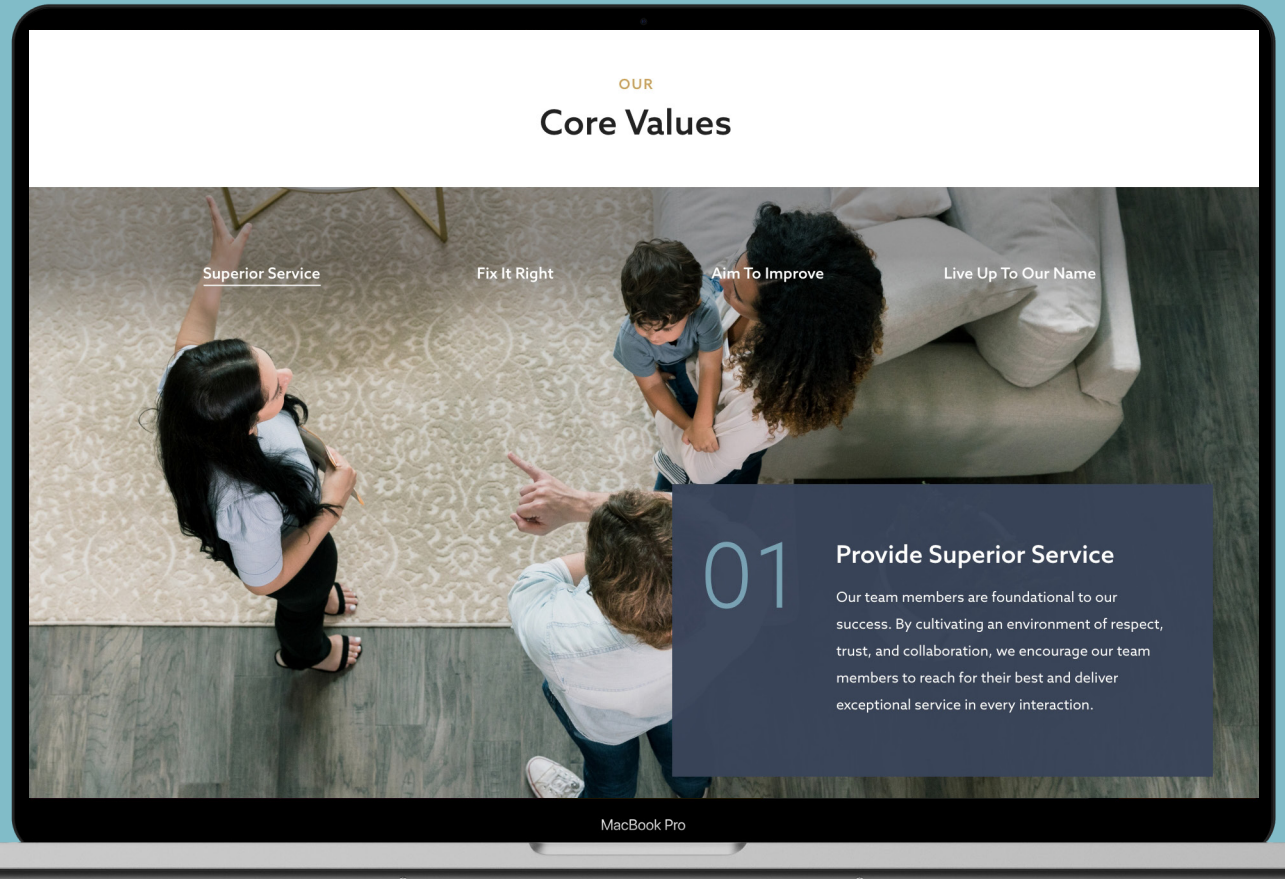 OUR
Core Values
Superior Service
Fix It Right
Aim To Improve
Live Up To Our Name
01
Provide Superior Service
Our team members are foundational to our
success. By cultivating an environment of respect,
trust, and collaboration, we encourage our team
members to reach for their best and deliver
exceptional service in every interaction.
MacBook Pro